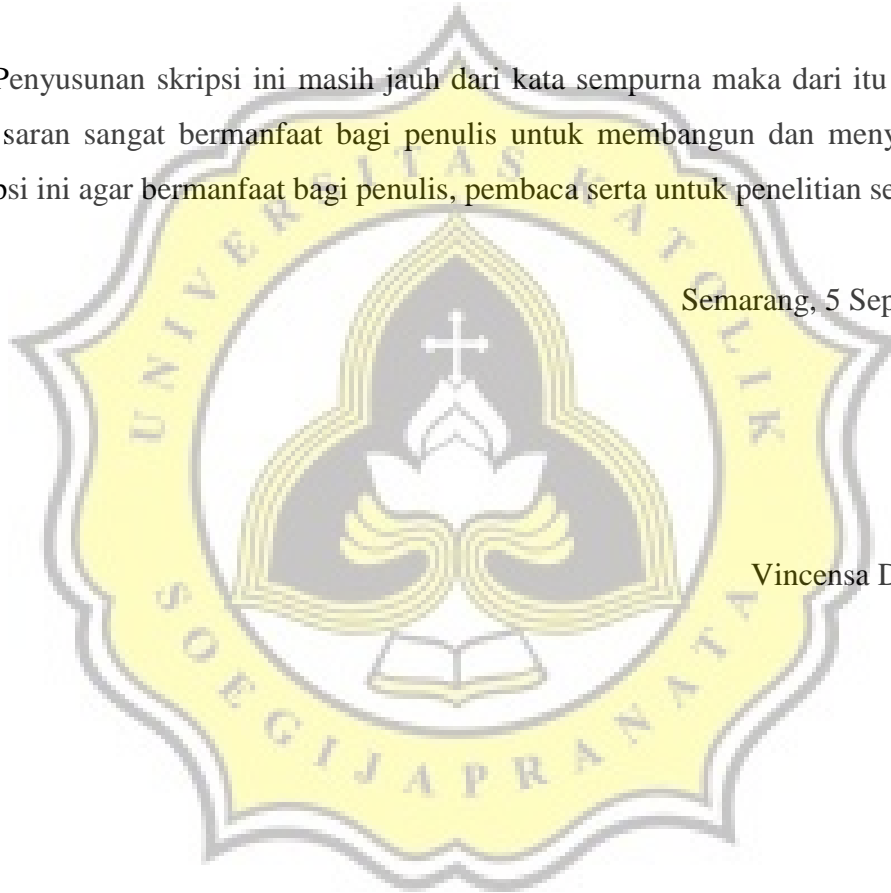 Penyusunan skripsi ini masih jauh dari kata sempurna maka dari itu
saran sangat bermanfaat bagi penulis untuk membangun dan meny
psi ini agar bermanfaat bagi penulis, pembaca serta untuk penelitian se
Semarang, 5 Sep
Vincensa D
UNIVERSITAS KATOLIK
SOEGIJAPRANATA